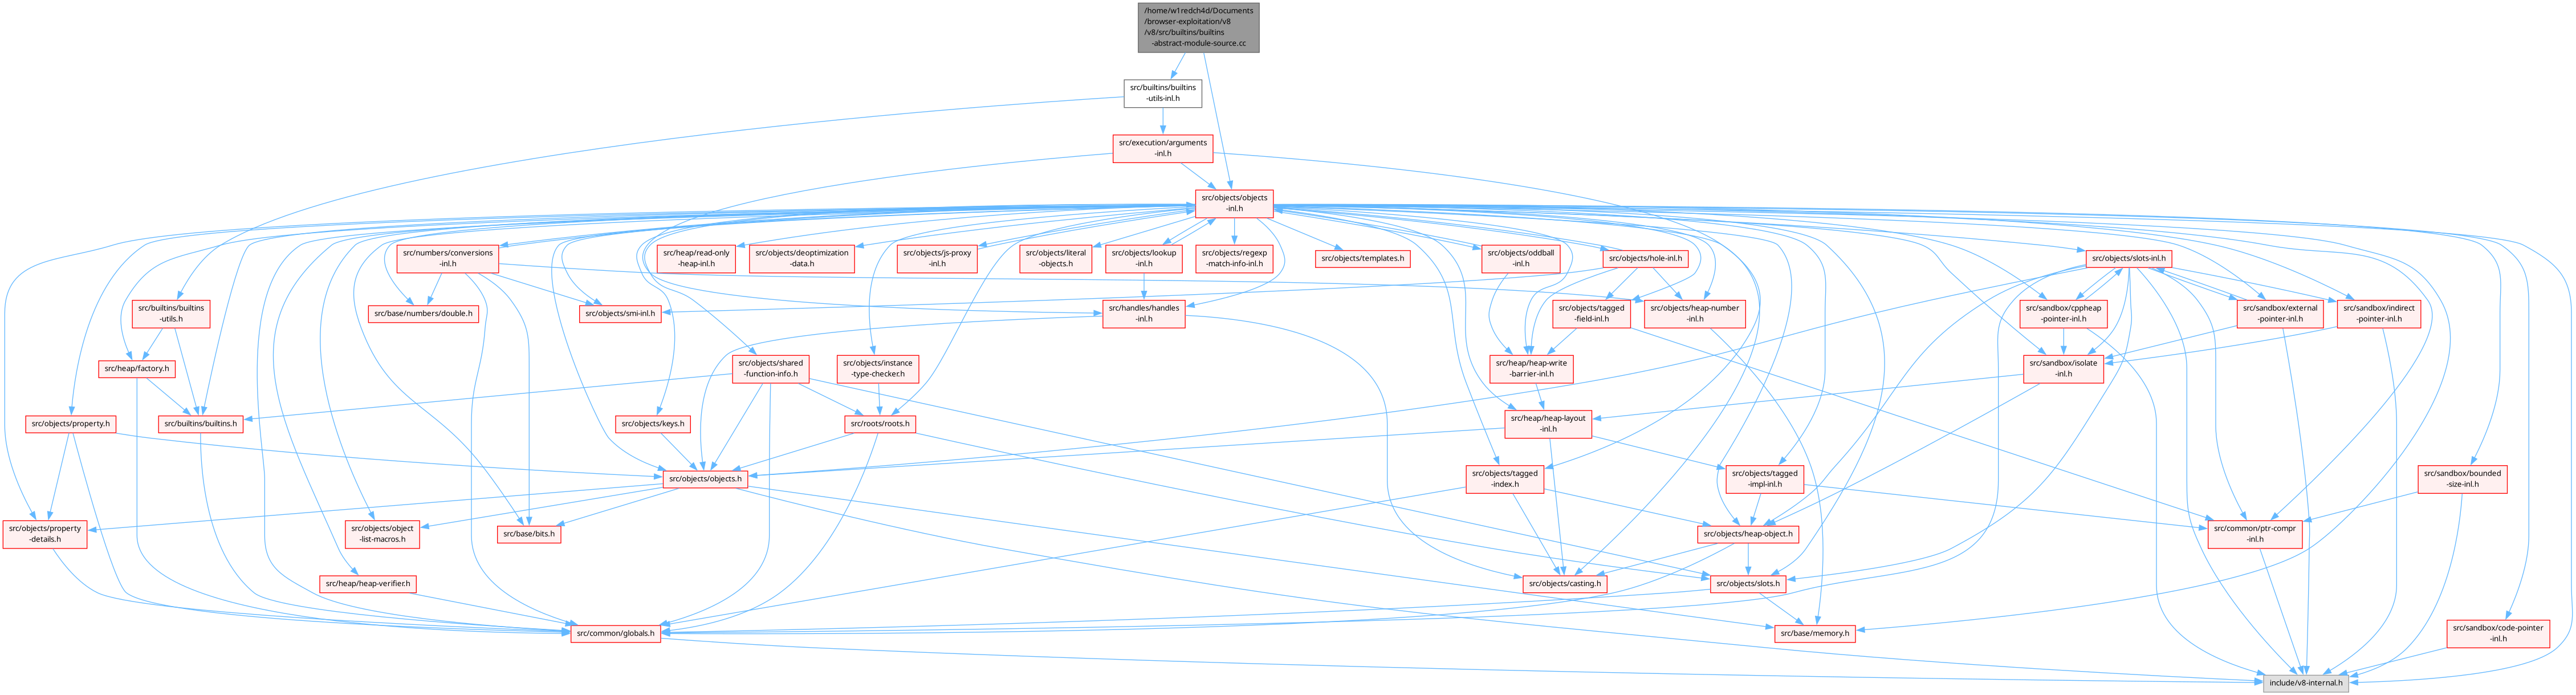 /home/w1redch4d/Documents
/browser-exploitation/v8
/v8/src/builtins/builtins
-abstract-module-source.cc
src/builtins/builtins
-utils-inl.h
src/execution/arguments
-inl.h
src/objects/objects
-inl.h
src/numbers/conversions
-inl.h
src/heap/read-only
-heap-inl.h
src/objects/deoptimization
-data.h
src/objects/js-proxy
-inl.h
src/objects/literal
-objects.h
src/objects/lookup
-inl.h
src/objects/regexp
-match-info-inl.h
src/objects/templates.h
src/objects/oddball
-inl.h
src/objects/hole-inl.h
src/objects/slots-inl.h
src/builtins/builtins
-utils.h
src/base/numbers/double.h
src/objects/smi-inl.h
src/handles/handles
-inl.h
src/objects/tagged
-field-inl.h
src/objects/heap-number
-inl.h
src/sandbox/cppheap
-pointer-inl.h
src/sandbox/external
-pointer-inl.h
src/sandbox/indirect
-pointer-inl.h
src/heap/factory.h
src/objects/shared
-function-info.h
src/objects/instance
-type-checker.h
src/heap/heap-write
-barrier-inl.h
src/sandbox/isolate
-inl.h
src/objects/property.h
src/builtins/builtins.h
src/objects/keys.h
src/roots/roots.h
src/heap/heap-layout
-inl.h
src/objects/objects.h
src/objects/tagged
-index.h
src/objects/tagged
-impl-inl.h
src/sandbox/bounded
-size-inl.h
src/objects/property
-details.h
src/objects/object
-list-macros.h
src/base/bits.h
src/objects/heap-object.h
src/common/ptr-compr
-inl.h
src/heap/heap-verifier.h
src/objects/casting.h
src/objects/slots.h
src/common/globals.h
src/base/memory.h
src/sandbox/code-pointer
-inl.h
include/v8-internal.h